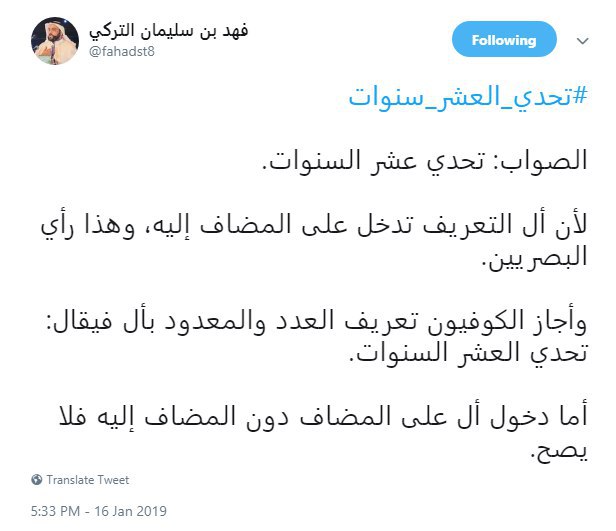 فهد بن سليمان التركي
@fahadst8
Following
#تحدي_العشر_سنوات
الصواب: تحدي عشر السنوات.
لأن أل التعريف تدخل على المضاف إليه، وهذا رأي
البصريين.
وأجاز الكوفيون تعريف العدد والمعدود بأل فيقال:
تحدي العشر السنوات.
أما دخول أل على المضاف دون المضاف إليه فلا
يصح.
Translate Tweet
5:33 PM - 16 Jan 2019